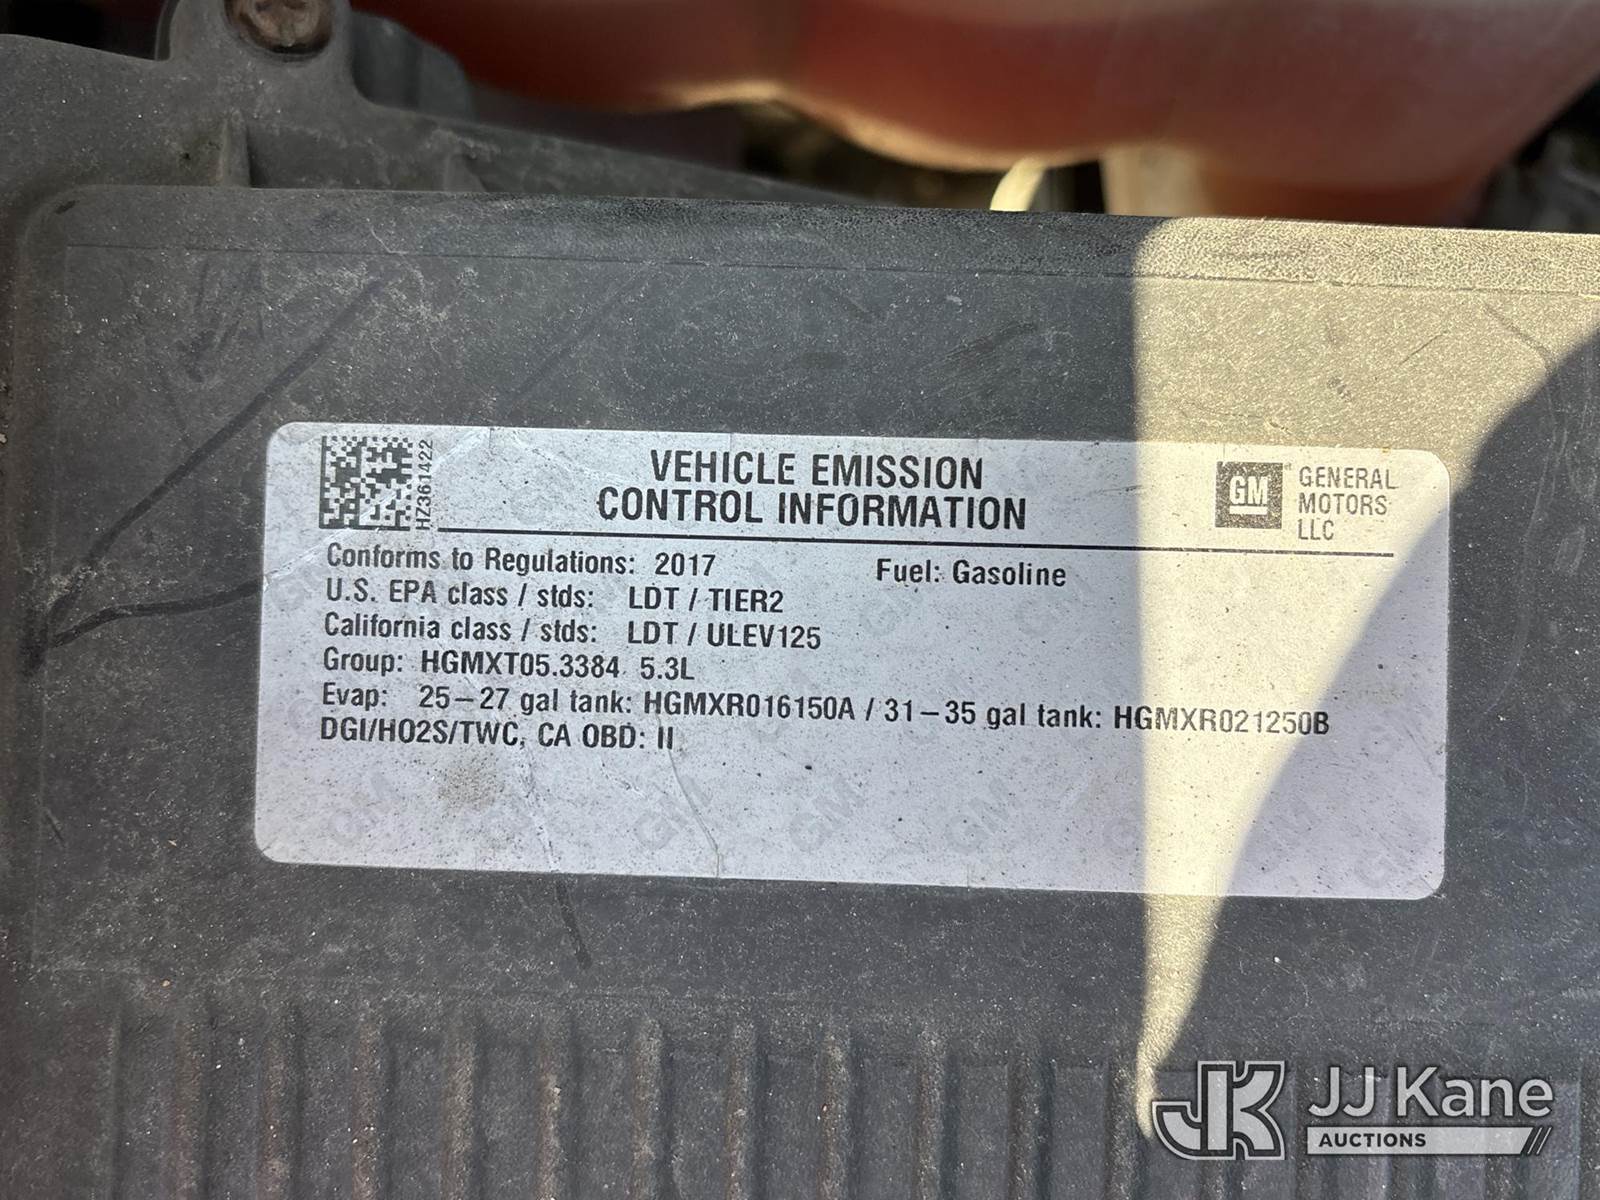 HZ361422
VEHICLE EMISSION
CONTROL INFORMATION
GM
GENERAL
MOTORS
LLC
Conforms to Regulations: 2017 Fuel: Gasoline
U.S. EPA class / stds: LDT / TIER2
California class / stds: LDT / ULEV125
Group: HGMXT05.3384 5.3L
Evap: 25–27 gal tank: HGMXR016150A / 31–35 gal tank: HGMXR021250B
DGI/HO2S/TWC, CA OBD: II
JK JJ Kane
AUCTIONS